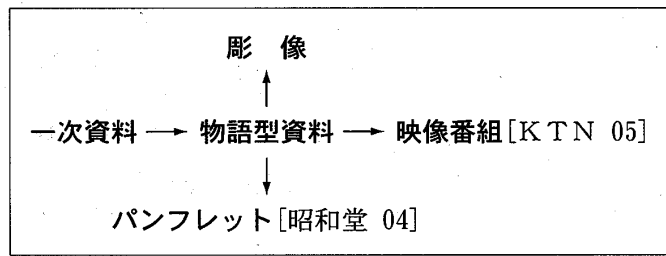 彫 像
一次資料 → 物語型資料 → 映像番組[KTN 05]
パンフレット[昭和堂 04]